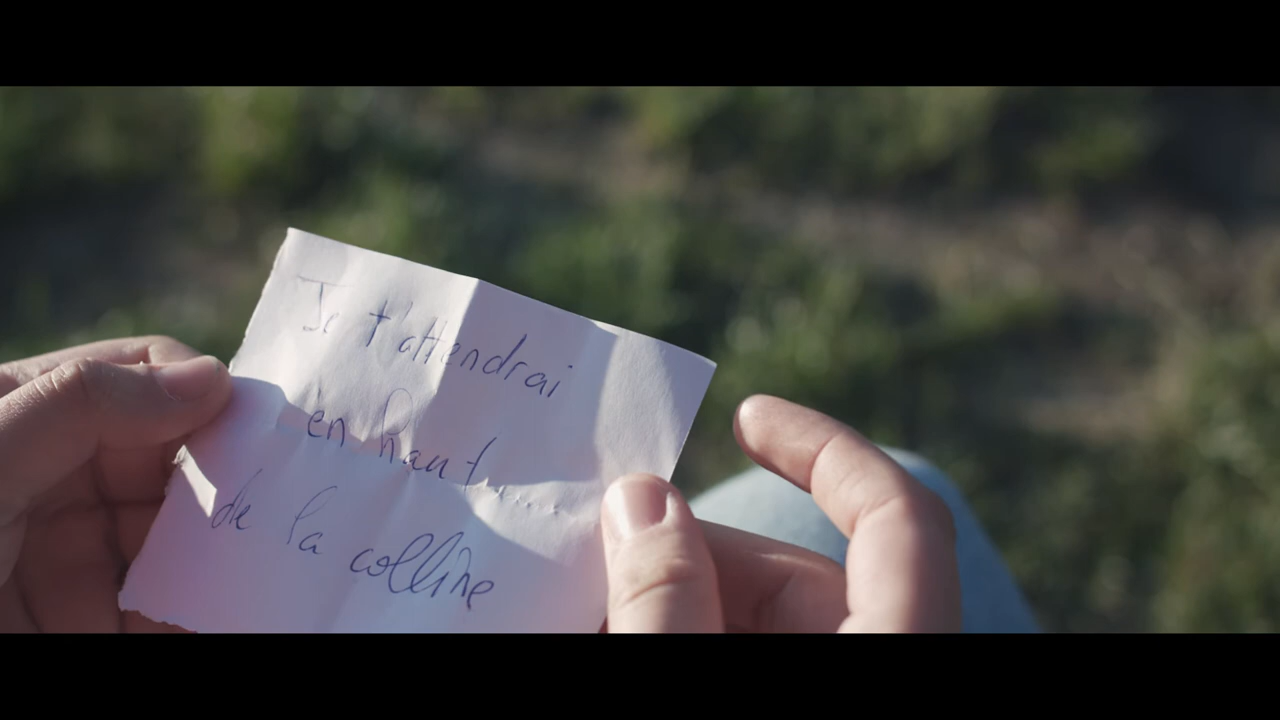 Je t'attendrai
en haut.....
de la colline